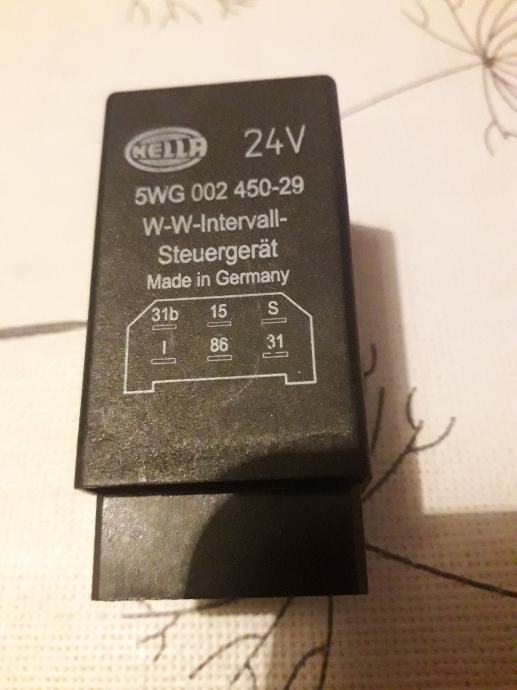 HELLA 24V
5WG 002 450-29
W-W-Intervall-
Steuergerät
Made in Germany
31b 15 S
I 86 31